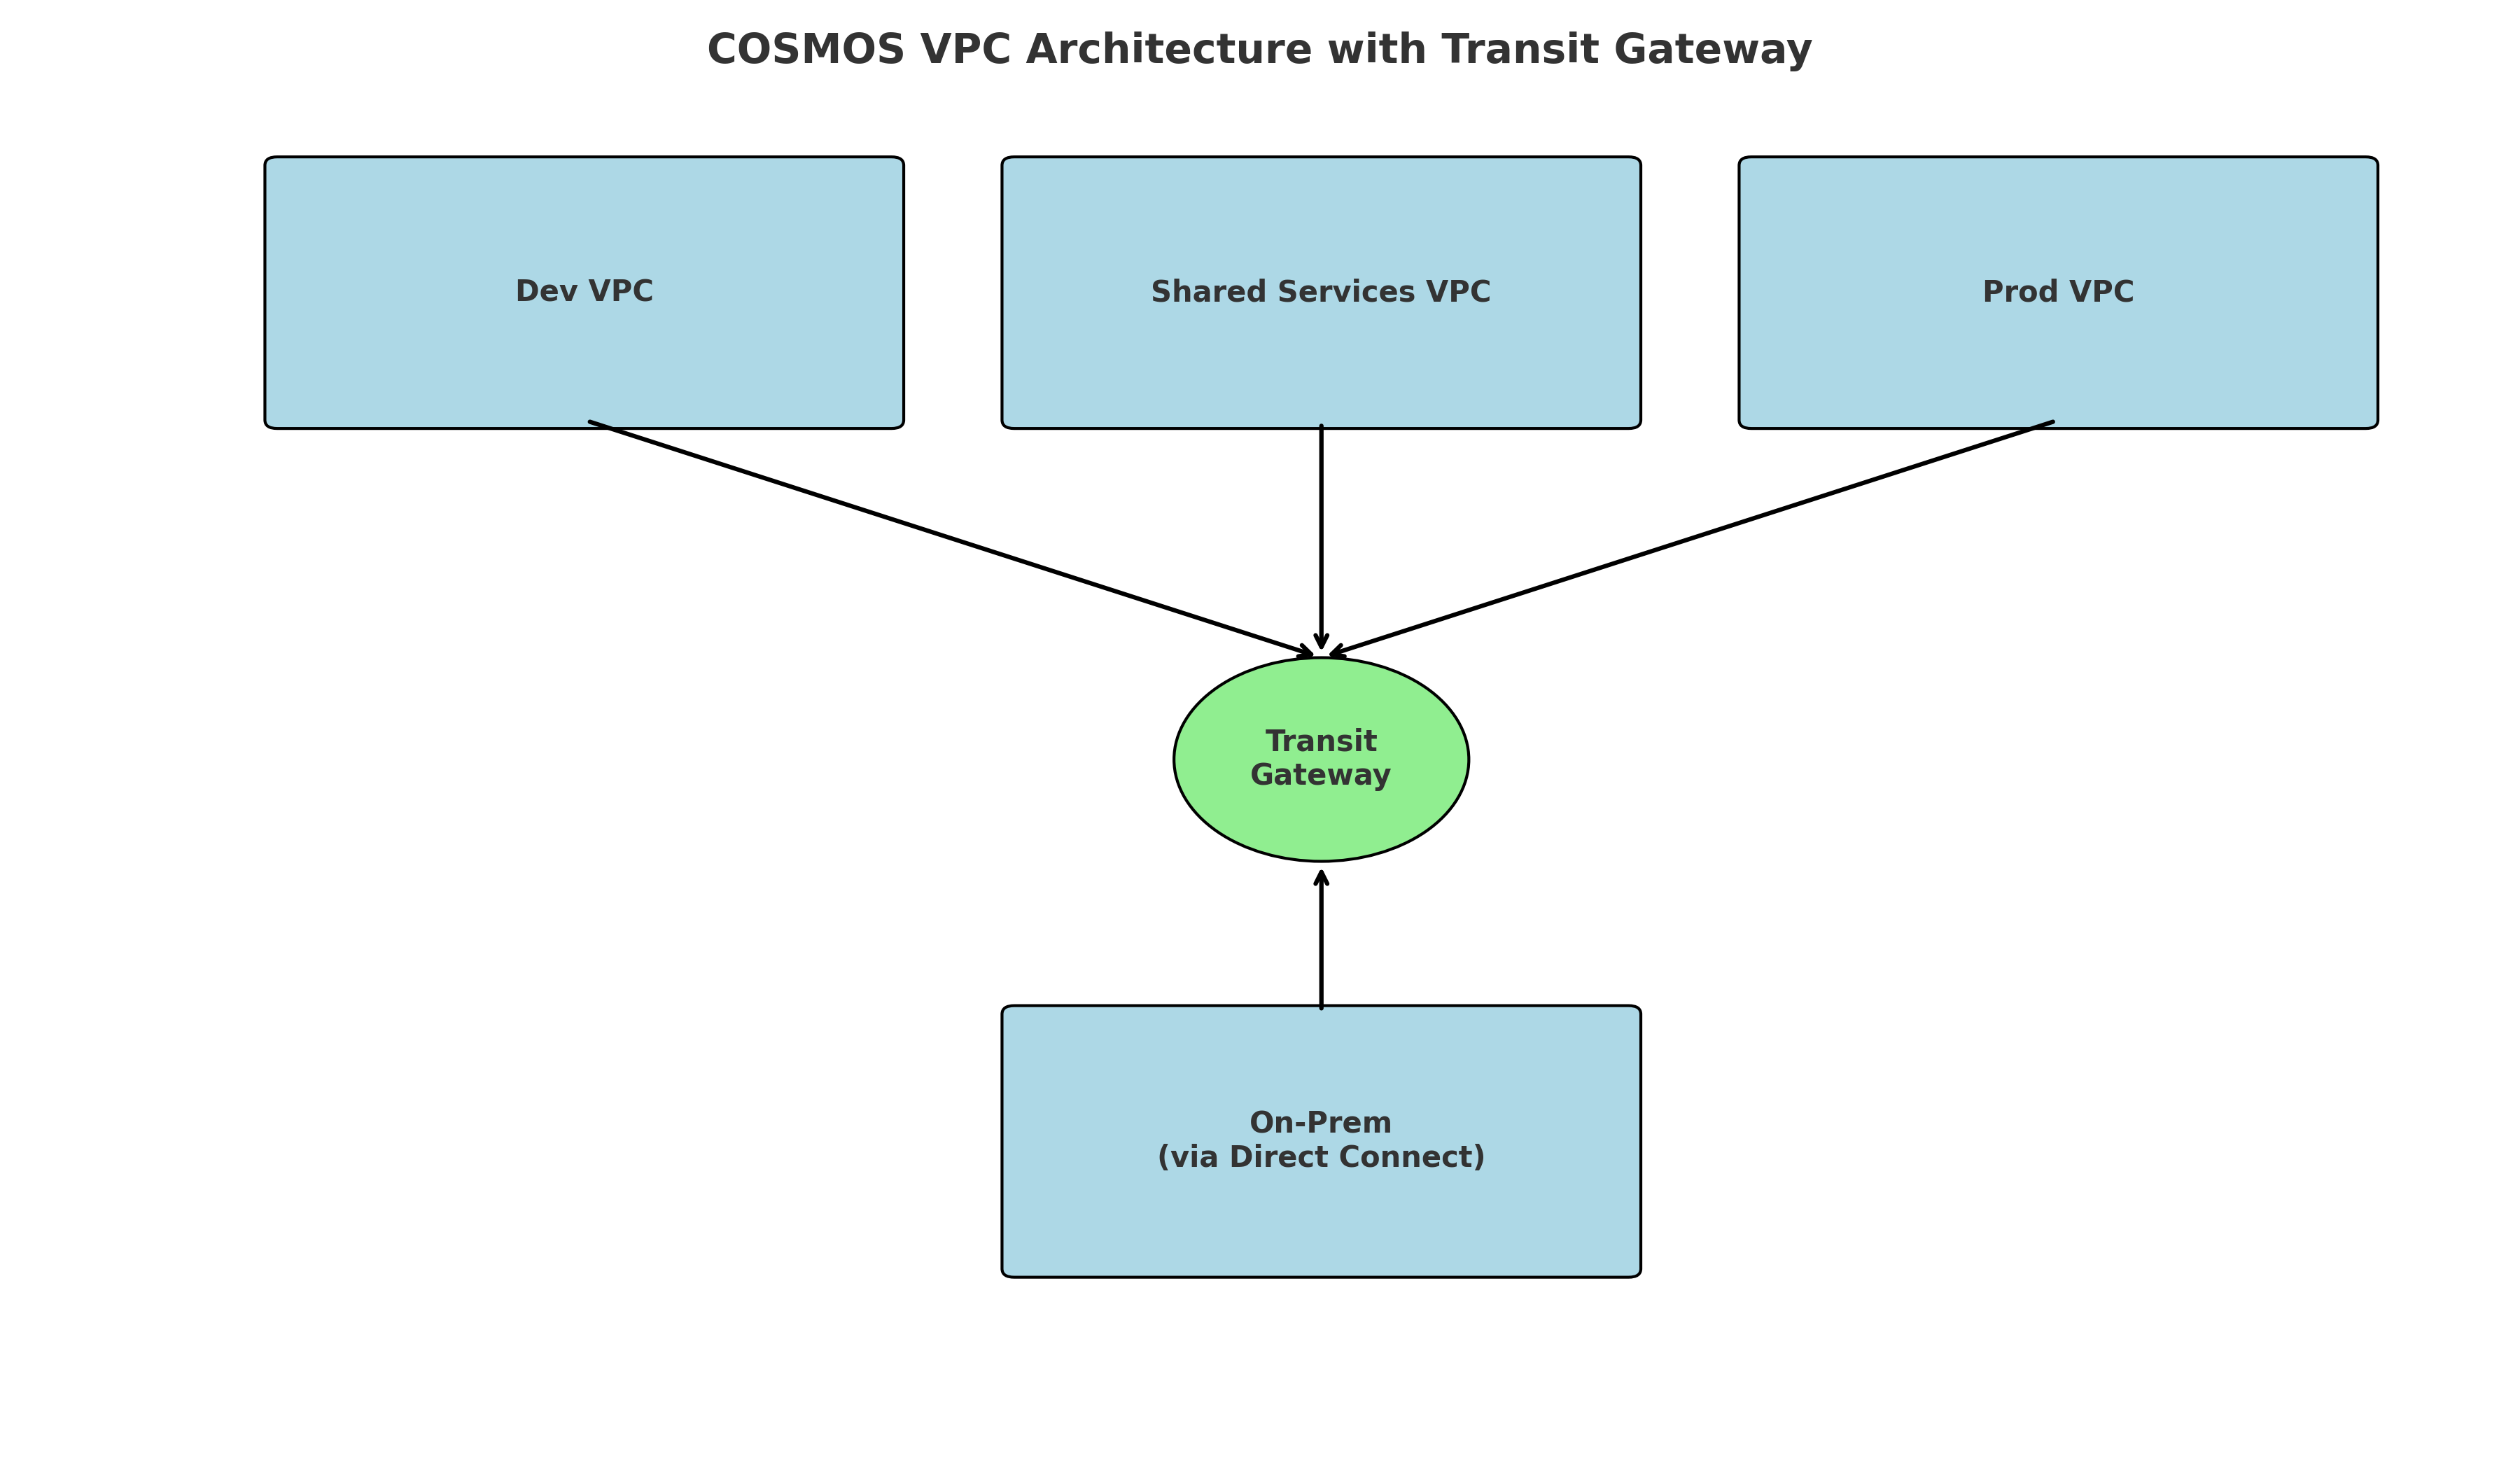 COSMOS VPC Architecture with Transit Gateway
Dev VPC
Shared Services VPC
Prod VPC
Transit
Gateway
On-Prem
(via Direct Connect)